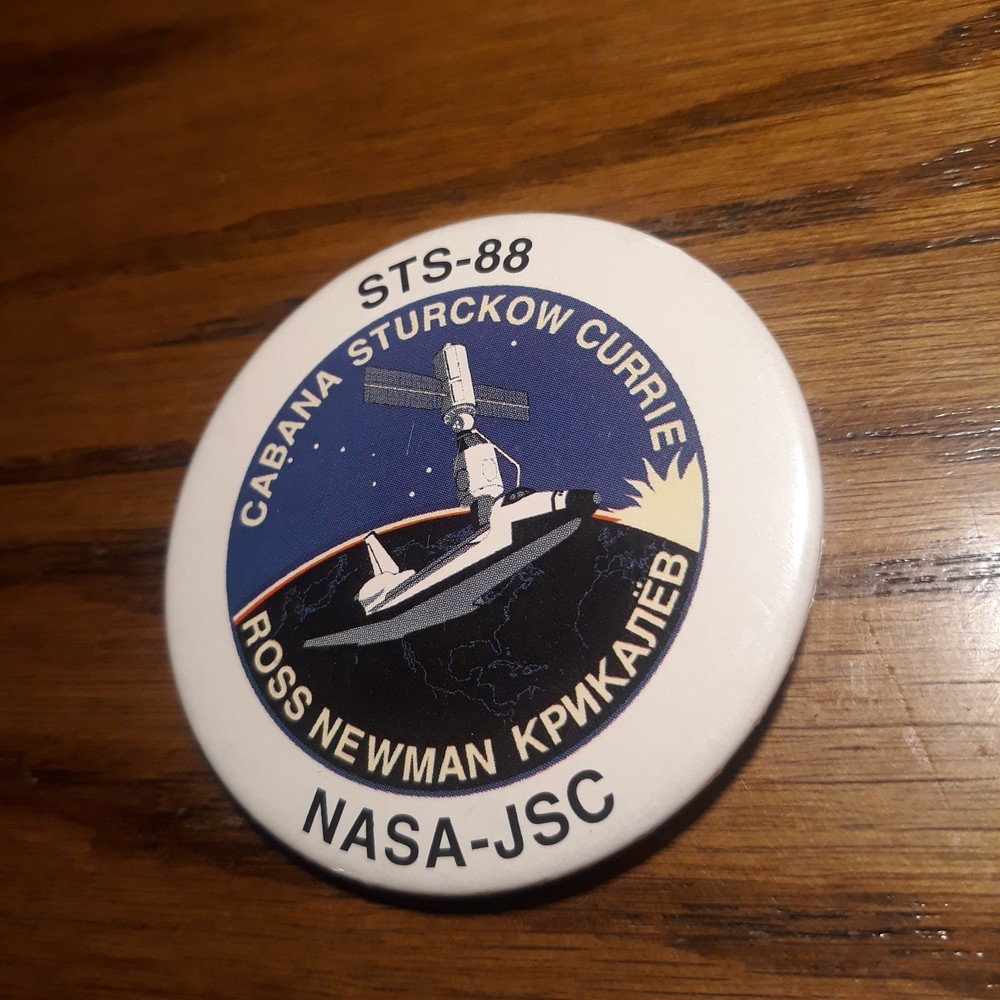 STS-88
CABANA STURCKOW CURRIE
ROSS NEWMAN КРИКАЛЁВ
NASA-JSC